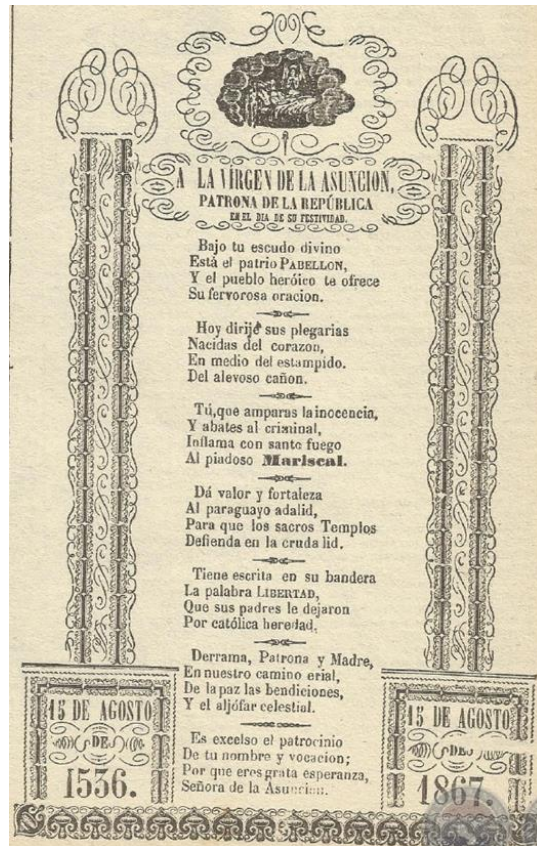 A LA VIRGEN DE LA ASUNCION,
PATRONA DE LA REPÚBLICA
EN EL DIA DE SU FESTIVIDAD.
Bajo tu escudo divino
Está el patrio PABELLON,
Y el pueblo heróico te ofrece
Su fervorosa oracion.
Hoy dirije sus plegarias
Nacidas del corazon,
En medio del estampido.
Del alevoso cañon.
Tú, que amparas la inocencia,
Y abates al criminal,
Inflama con santo fuego
Al piadoso Mariscal.
Dá valor y fortaleza
Al paraguayo adalid,
Para que los sacros Templos
Defienda en la cruda lid.
Tiene escrita en su bandera
La palabra LIBERTAD,
Que sus padres le dejaron
Por católica heredad.
Derrama, Patrona y Madre,
En nuestro camino erial,
De la paz las bendiciones,
Y el aljófar celestial.
Es excelso el patrocinio
De tu nombre y vocacion;
Por que eres grata esperanza,
Señora de la Asuncion.
15 DE AGOSTO
DE
1536.
15 DE AGOSTO
DE
1867.